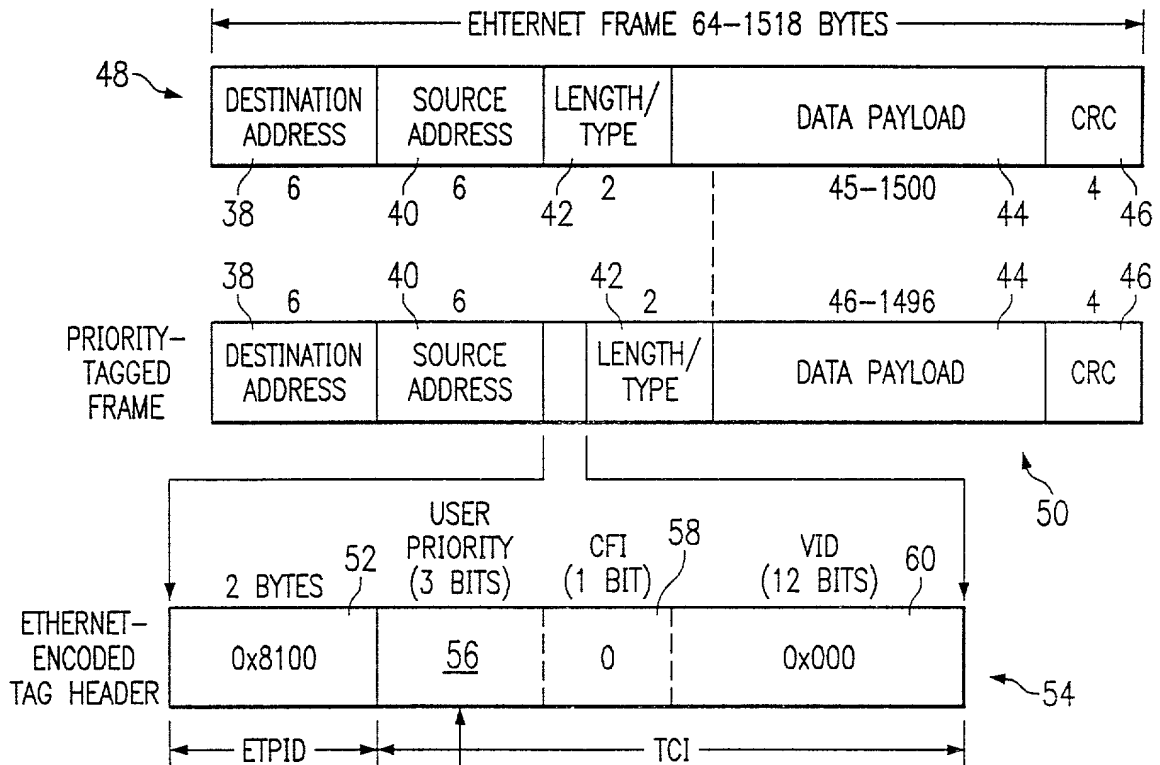 EHTERNET FRAME 64–1518 BYTES
48
DESTINATION ADDRESS
SOURCE ADDRESS
LENGTH/ TYPE
DATA PAYLOAD
CRC
6 6 2 45–1500 4
38 40 42 44 46
38 40 42 44 46
6 6 2 46–1496 4
PRIORITY–
TAGGED
FRAME
DESTINATION ADDRESS
SOURCE ADDRESS
LENGTH/ TYPE
DATA PAYLOAD
CRC
50
2 BYTES
52
USER
PRIORITY
(3 BITS)
CFI
(1 BIT)
58
VID
(12 BITS)
60
ETHERNET–
ENCODED
TAG HEADER
0x8100
56
0
0x000
54
ETPID
TCI